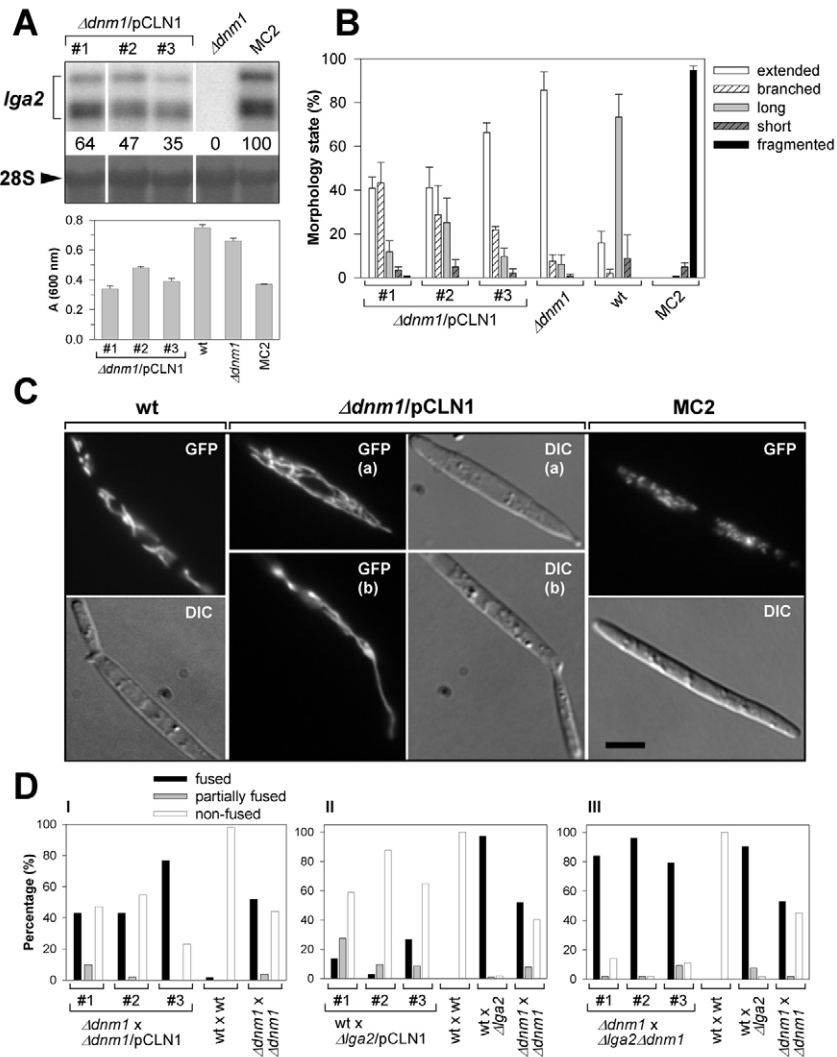 A
Δdnm1/pCLN1
#1 #2 #3 Δdnm1 MC2
lga2
64 47 35 0 100
28S
A (600 nm)
0.8
0.6
0.4
0.2
0.0
#1 #2 #3 wt Δdnm1 MC2
Δdnm1/pCLN1
B
Morphology state (%)
100
80
60
40
20
0
#1 #2 #3 Δdnm1 wt MC2
Δdnm1/pCLN1
extended
branched
long
short
fragmented
C
wt Δdnm1/pCLN1 MC2
GFP
GFP
(a)
DIC
(a)
GFP
DIC
GFP
(b)
DIC
(b)
DIC
D
fused
partially fused
non-fused
I
Percentage (%)
100
80
60
40
20
0
#1 #2 #3 wt x wt Δdnm1 x
Δdnm1
Δdnm1 x
Δdnm1/pCLN1
II
100
80
60
40
20
0
#1 #2 #3 wt x wt wt x
Δlga2 Δdnm1 x
Δdnm1
wt x
Δlga2/pCLN1
III
100
80
60
40
20
0
#1 #2 #3 wt x wt wt x
Δlga2 Δdnm1 x
Δdnm1
Δdnm1 x
Δlga2Δdnm1